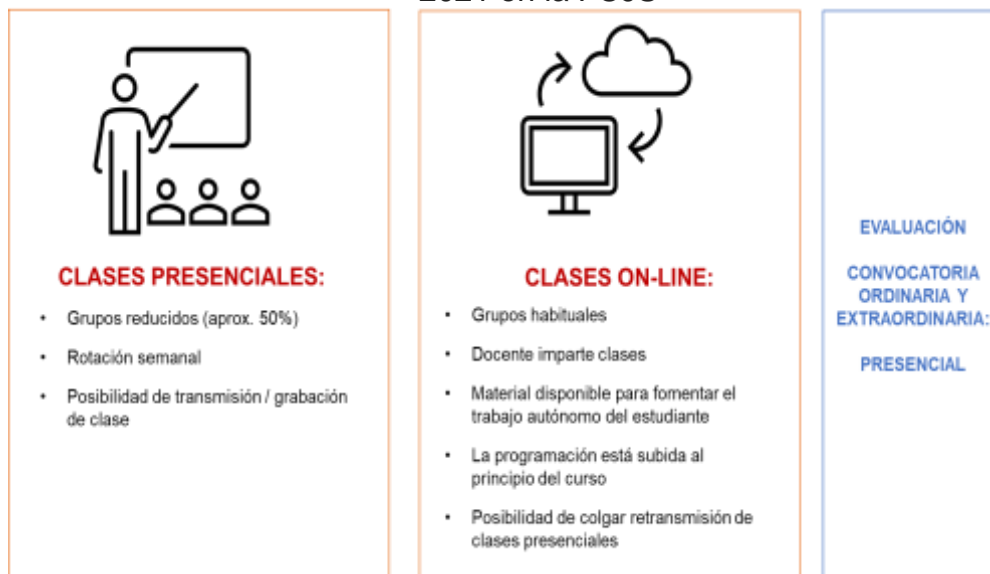 CLASES PRESENCIALES:
• Grupos reducidos (aprox. 50%)
• Rotación semanal
• Posibilidad de transmisión / grabación
de clase
CLASES ON-LINE:
• Grupos habituales
• Docente imparte clases
• Material disponible para fomentar el
trabajo autónomo del estudiante
• La programación está subida al
principio del curso
• Posibilidad de colgar retransmisión de
clases presenciales
EVALUACIÓN
CONVOCATORIA
ORDINARIA Y
EXTRAORDINARIA:
PRESENCIAL